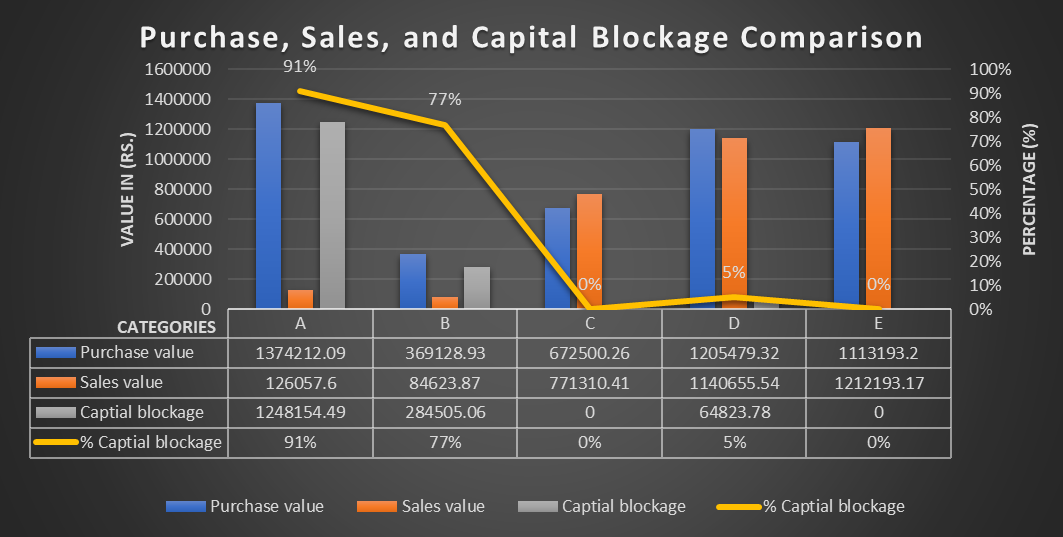 Purchase, Sales, and Capital Blockage Comparison
VALUE IN (RS.)
1600000
1400000
1200000
1000000
800000
600000
400000
200000
0
91%
77%
0%
5%
0%
100%
90%
80%
70%
60%
50%
40%
30%
20%
10%
0%
PERCENTAGE (%)
CATEGORIES A B C D E
Purchase value 1374212.09 369128.93 672500.26 1205479.32 1113193.2
Sales value 126057.6 84623.87 771310.41 1140655.54 1212193.17
Captial blockage 1248154.49 284505.06 0 64823.78 0
% Captial blockage 91% 77% 0% 5% 0%
Purchase value Sales value Captial blockage % Captial blockage